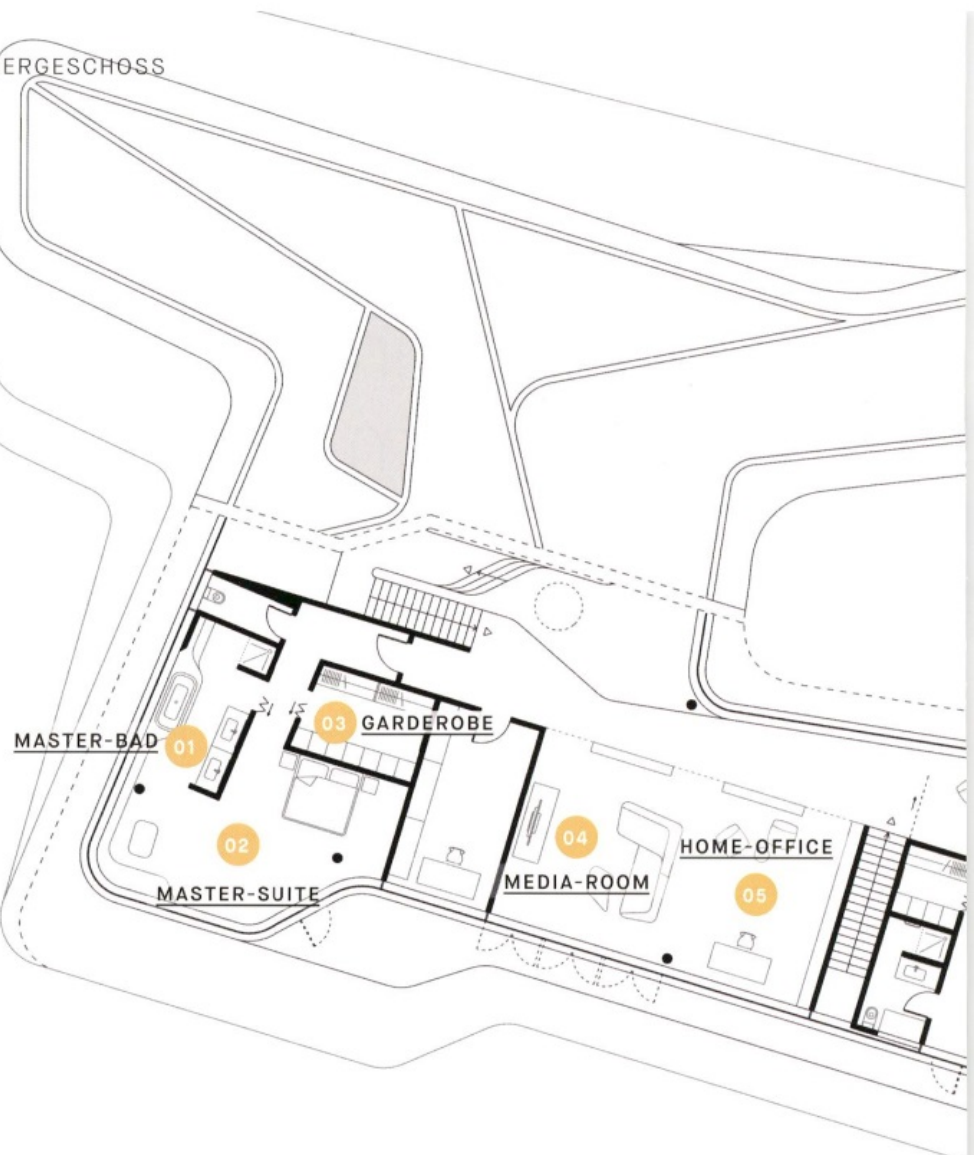 ERGESCHOSS
03 GARDEROBE
MASTER-BAD 01
02
MASTER-SUITE
04
MEDIA-ROOM
HOME-OFFICE
05